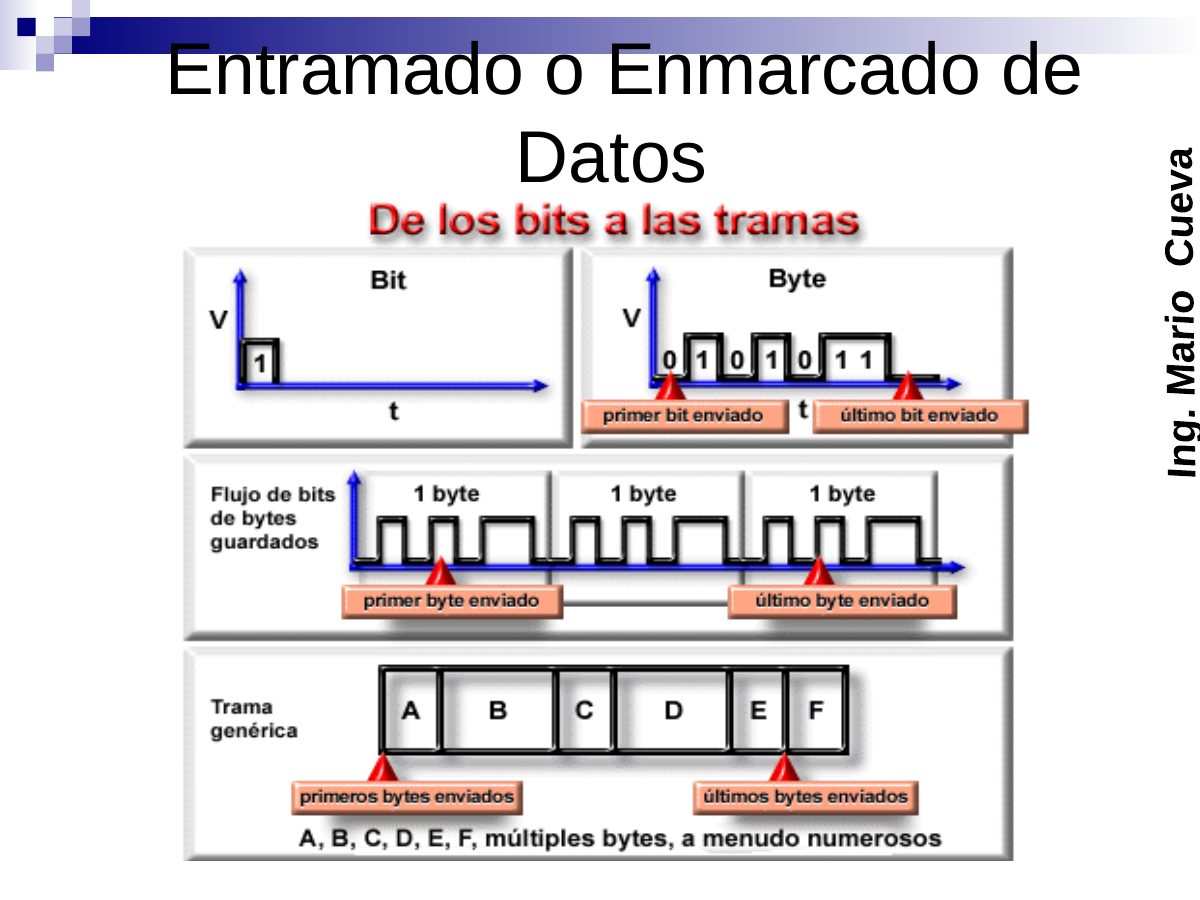 Entramado o Enmarcado de
Datos
Ing. Mario Cueva
De los bits a las tramas
Bit
V
1
t
Byte
V
0 1 0 1 0 1 1
primer bit enviado
t
último bit enviado
Flujo de bits
de bytes
guardados
1 byte
1 byte
1 byte
primer byte enviado
último byte enviado
Trama
genérica
A B C D E F
primeros bytes enviados
últimos bytes enviados
A, B, C, D, E, F, múltiples bytes, a menudo numerosos